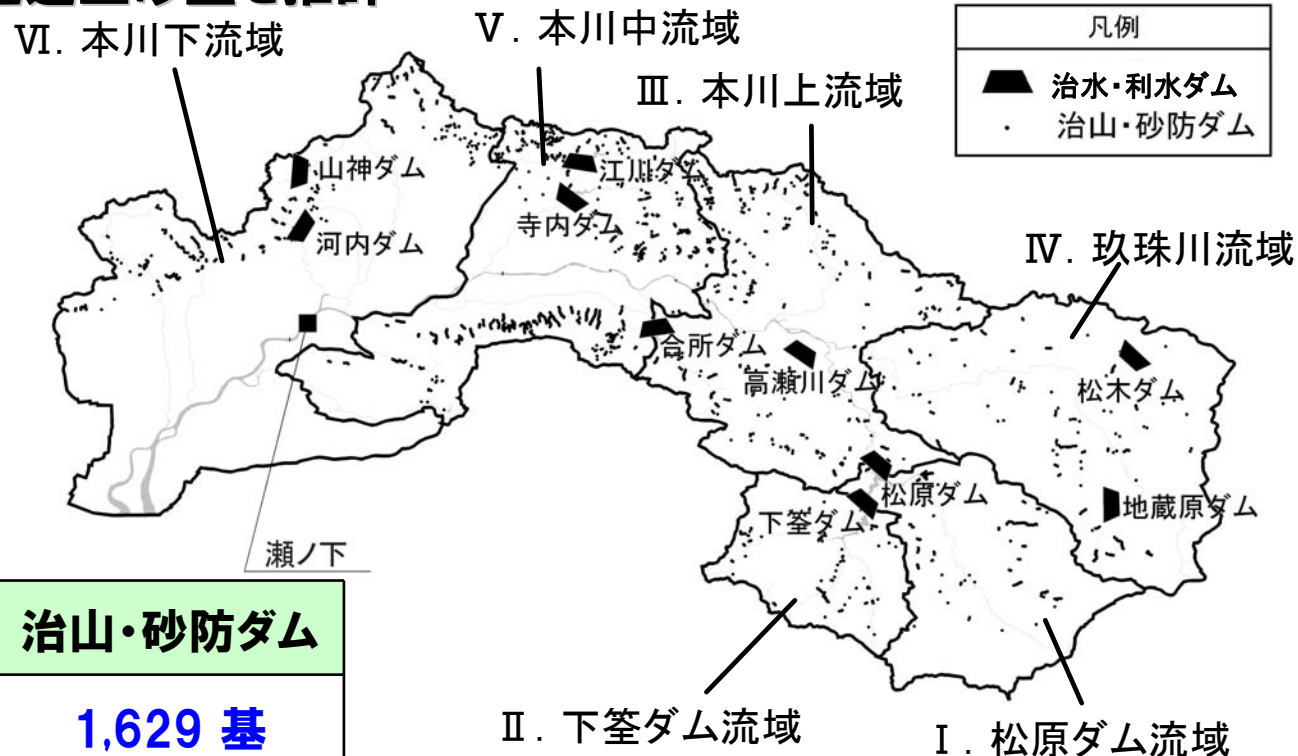 Ⅵ. 本川下流域
Ⅴ. 本川中流域
Ⅲ. 本川上流域
凡例
治水・利水ダム
治山・砂防ダム
山神ダム
江川ダム
寺内ダム
河内ダム
Ⅳ. 玖珠川流域
合所ダム
高瀬川ダム
松木ダム
松原ダム
下筌ダム
地蔵原ダム
瀬ノ下
治山・砂防ダム
1,629 基
Ⅱ. 下筌ダム流域
Ⅰ. 松原ダム流域